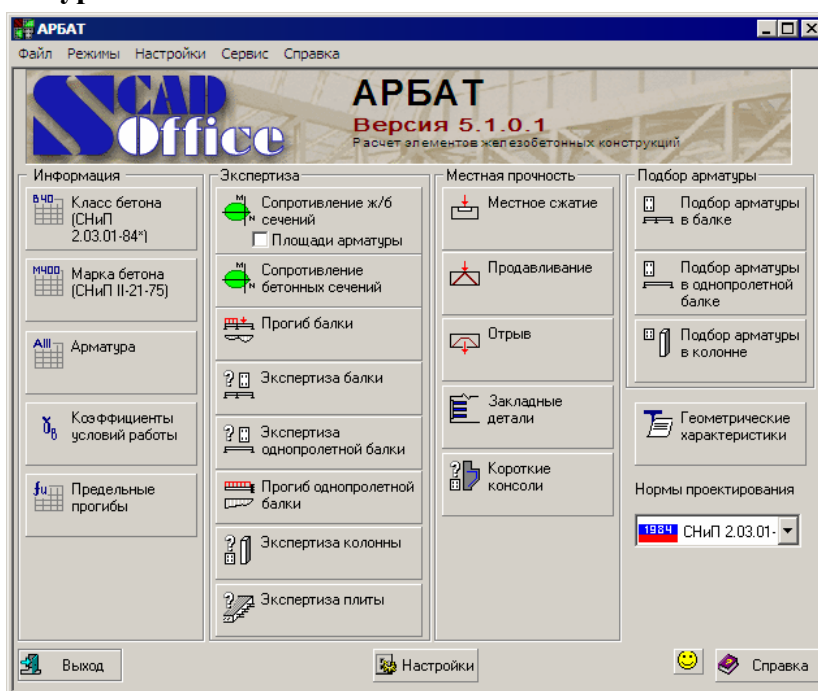 АРБАТ
Файл Режимы Настройки Сервис Справка
SCAD
Office
АРБАТ
Версия 5.1.0.1
Расчет элементов железобетонных конструкций
Информация
В40
Класс бетона
(СНиП
2.03.01-84*)
М400
Марка бетона
(СНиП II-21-75)
AIII
Арматура
γв
Коэффициенты
условий работы
fu
Предельные
прогибы
Экспертиза
M
N
Сопротивление ж/б
сечений
Площади арматуры
M
N
Сопротивление
бетонных сечений
Прогиб балки
?
Экспертиза балки
?
Экспертиза
однопролетной балки
Прогиб однопролетной
балки
?
Экспертиза колонны
?
Экспертиза плиты
Местная прочность
Местное сжатие
Продавливание
Отрыв
Закладные
детали
?
Короткие
консоли
Подбор арматуры
Подбор арматуры
в балке
Подбор арматуры
в однопролетной
балке
Подбор арматуры
в колонне
Геометрические
характеристики
Нормы проектирования
1984 СНиП 2.03.01-
Выход
Настройки
Справка